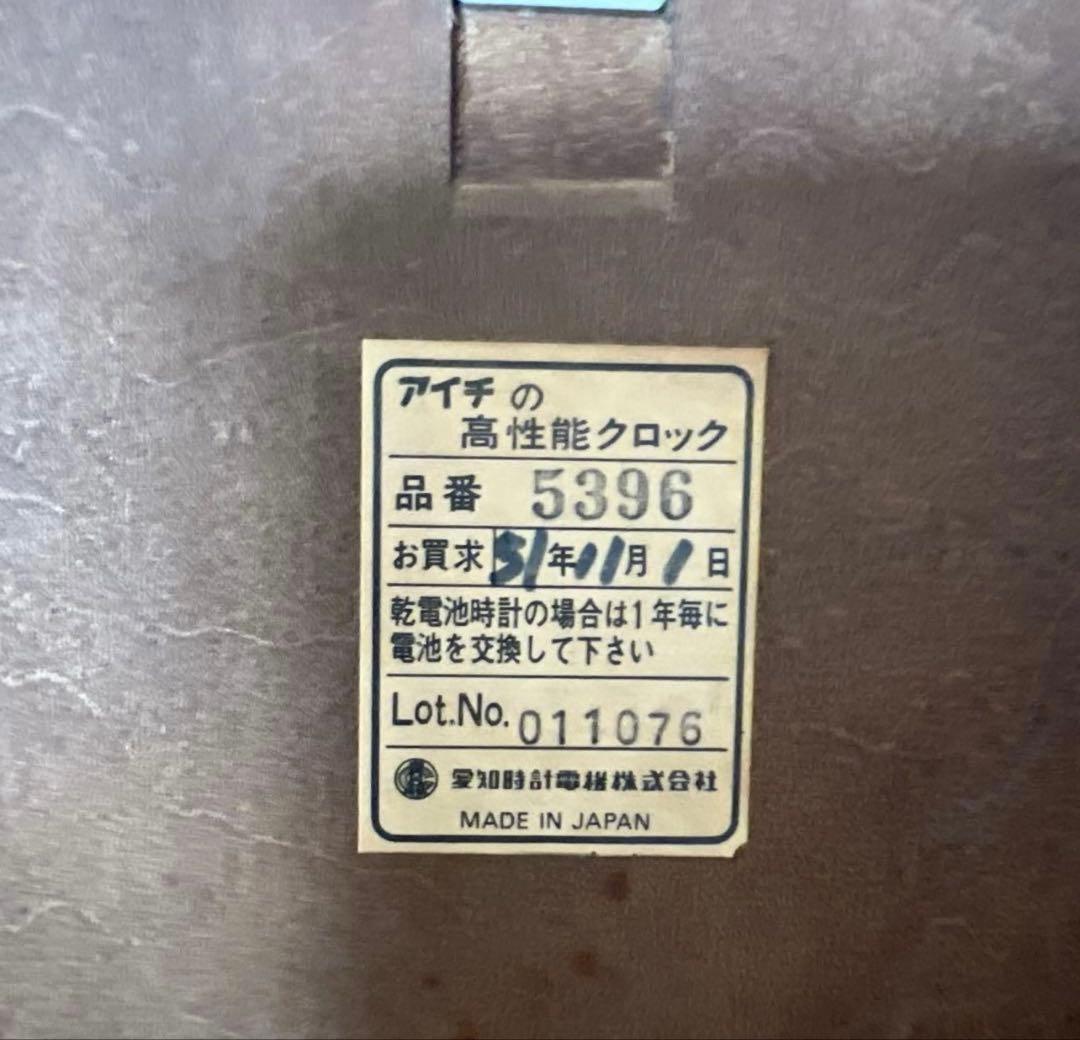 アイチの
高性能クロック
品番 5396
お買求 51年11月1日
乾電池時計の場合は1年毎に
電池を交換して下さい
Lot.No. 011076
愛知時計電機株式会社
MADE IN JAPAN